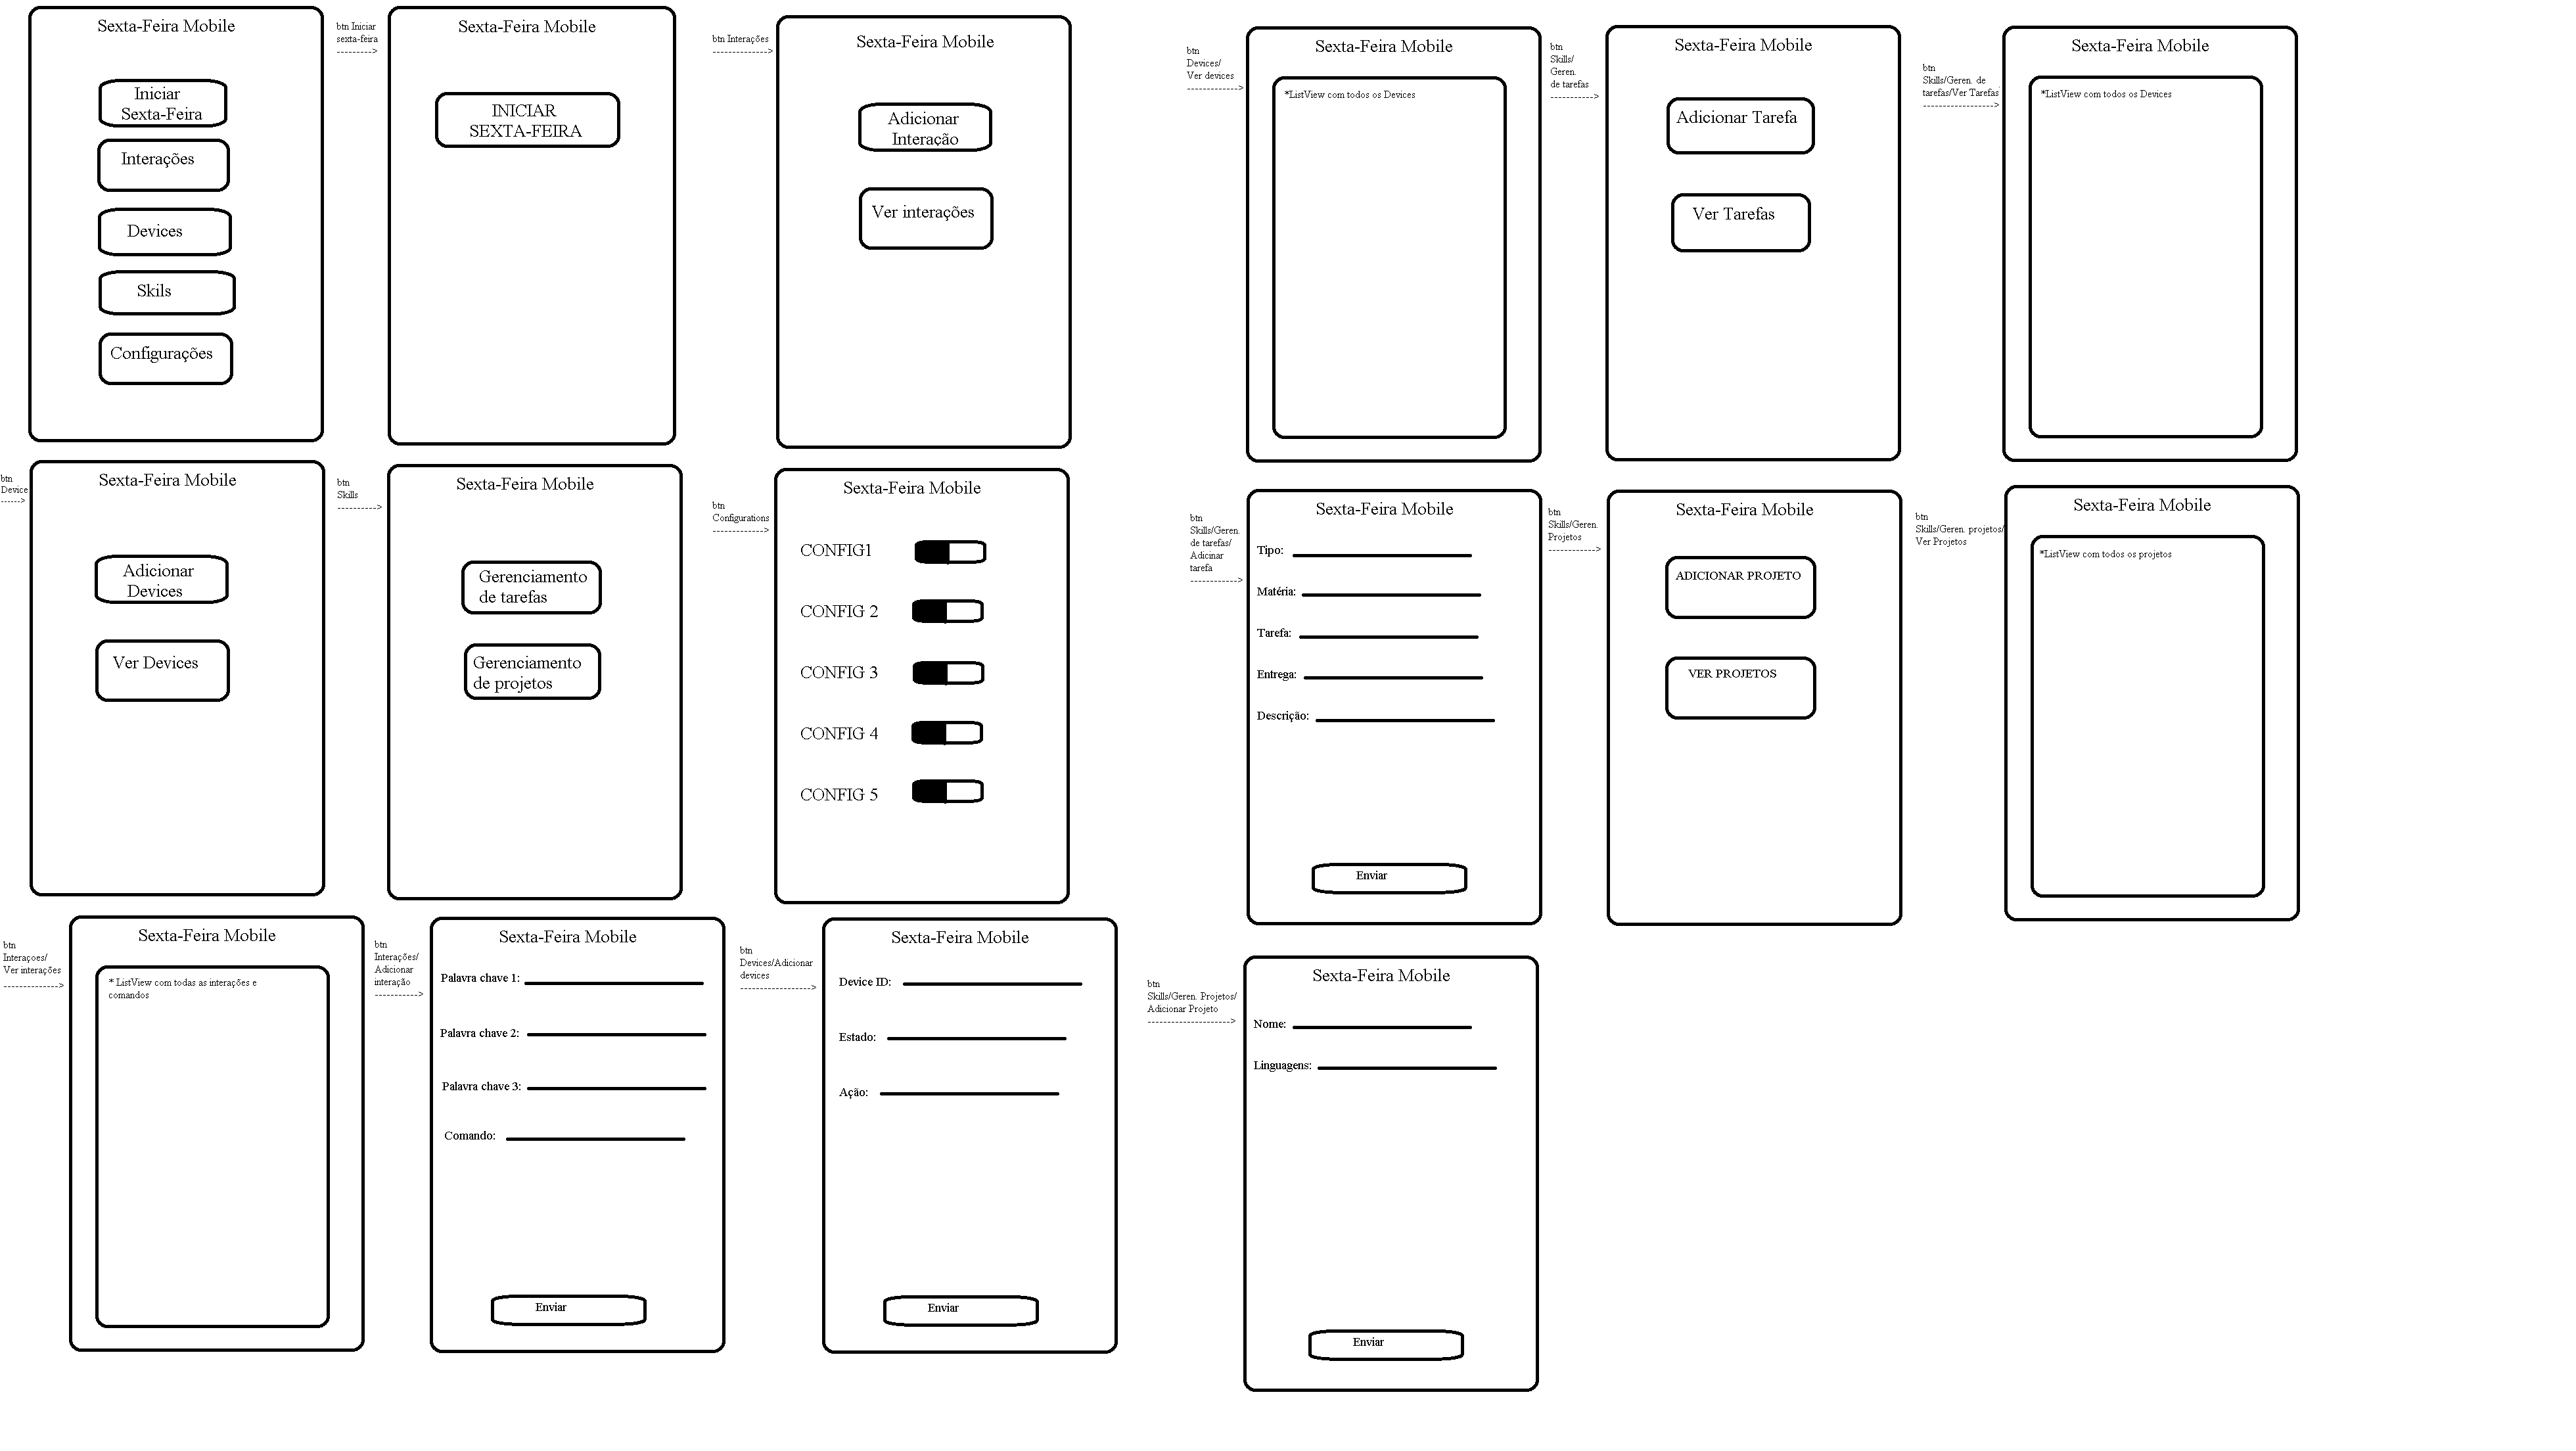 Sexta-Feira Mobile
Iniciar
Sexta-Feira
Interações
Devices
Skils
Configurações
btn Iniciar
sexta-feira
----------->
Sexta-Feira Mobile
INICIAR
SEXTA-FEIRA
btn Interações
---------------->
Sexta-Feira Mobile
Adicionar
Interação
Ver interações
btn
Devices/
Ver devices
-------------->
Sexta-Feira Mobile
*ListView com todos os Devices
btn
Skills/
Geren.
de tarefas
------------->
Sexta-Feira Mobile
Adicionar Tarefa
Ver Tarefas
btn
Skills/Geren. de
tarefas/Ver Tarefas
-------------------->
Sexta-Feira Mobile
*ListView com todos os Devices
btn
Device
------>
Sexta-Feira Mobile
Adicionar
Devices
Ver Devices
btn
Skills
------------>
Sexta-Feira Mobile
Gerenciamento
de tarefas
Gerenciamento
de projetos
btn
Configurations
--------------->
Sexta-Feira Mobile
CONFIG1
CONFIG 2
CONFIG 3
CONFIG 4
CONFIG 5
btn
Skills/Geren.
de tarefas/
Adicinar
tarefa
-------------->
Sexta-Feira Mobile
Tipo:
Matéria:
Tarefa:
Entrega:
Descrição:
Enviar
btn
Skills/Geren.
Projetos
-------------->
Sexta-Feira Mobile
ADICIONAR PROJETO
VER PROJETOS
btn
Skills/Geren. projetos/
Ver Projetos
Sexta-Feira Mobile
*ListView com todos os projetos
btn
Interaçoes/
Ver interações
---------------->
Sexta-Feira Mobile
* ListView com todas as interações e
comandos
btn
Interações/
Adicionar
interação
------------->
Sexta-Feira Mobile
Palavra chave 1:
Palavra chave 2:
Palavra chave 3:
Comando:
Enviar
btn
Devices/Adicionar
devices
-------------------->
Sexta-Feira Mobile
Device ID:
Estado:
Ação:
Enviar
btn
Skills/Geren. Projetos/
Adicionar Projeto
------------------------>
Sexta-Feira Mobile
Nome:
Linguagens:
Enviar